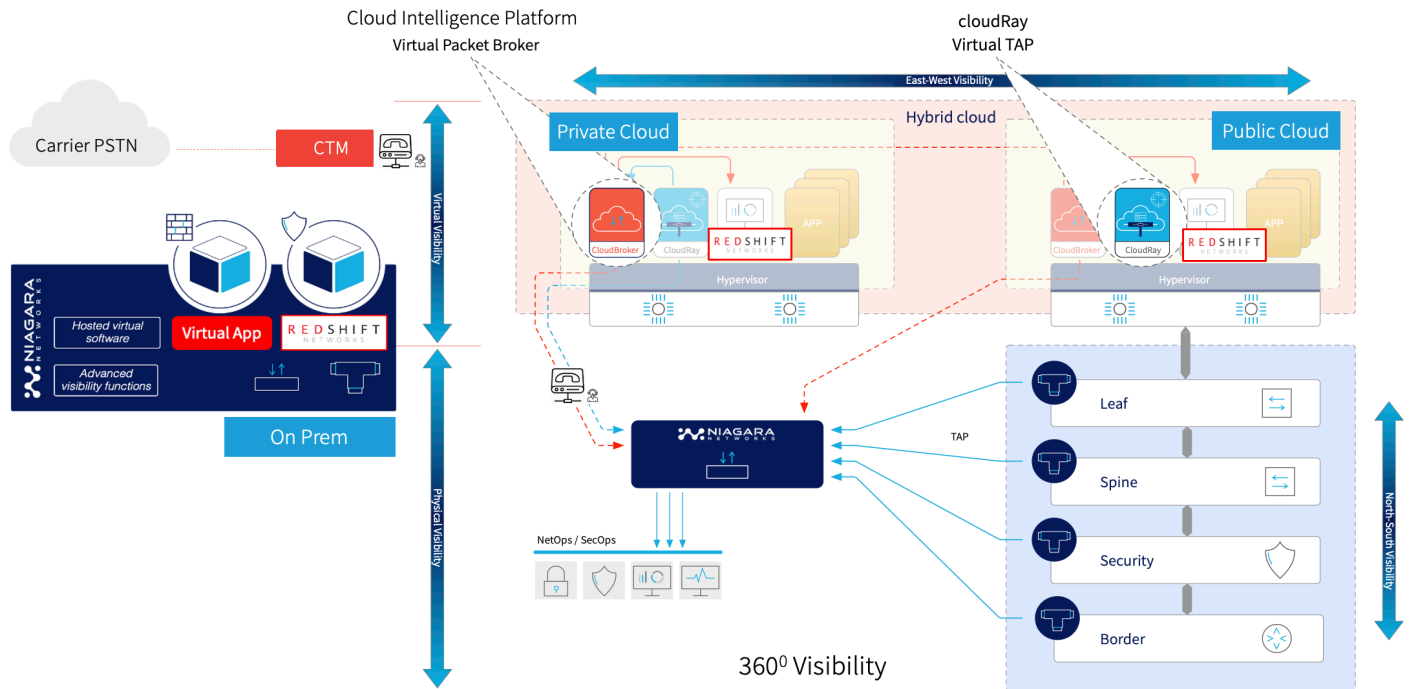 Cloud Intelligence Platform
Virtual Packet Broker
cloudRay
Virtual TAP
East-West Visibility
Carrier PSTN
CTM
Virtual Visibility
Hybrid cloud
Private Cloud
Public Cloud
CloudBroker
CloudRay
REDSHIFT
NETWORKS
APP
Hypervisor
CloudBroker
CloudRay
REDSHIFT
NETWORKS
APP
Hypervisor
NIAGARA
NETWORKS
Hosted virtual
software
Virtual App
REDSHIFT
NETWORKS
Advanced
visibility functions
On Prem
Physical Visibility
NIAGARA
NETWORKS
TAP
NetOps / SecOps
Leaf
Spine
Security
Border
North-South Visibility
360⁰ Visibility